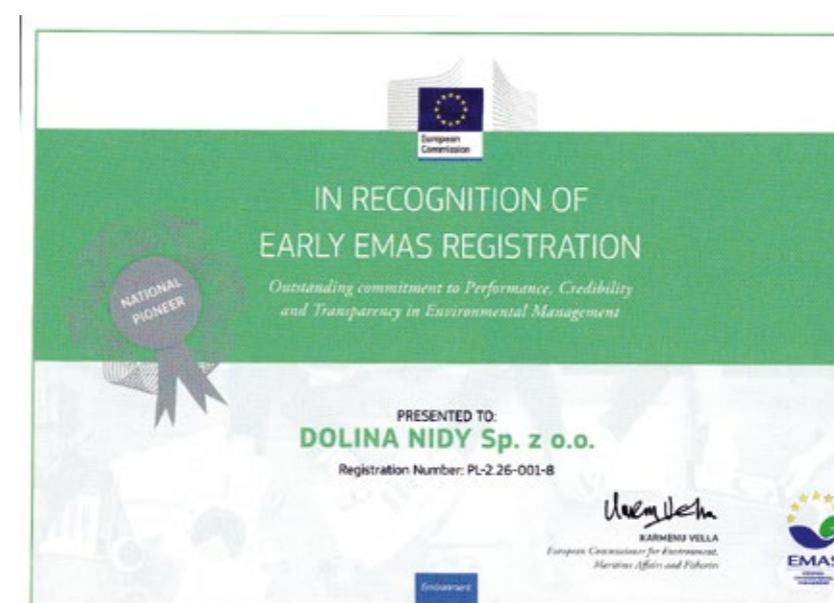 European
Commission
IN RECOGNITION OF
EARLY EMAS REGISTRATION
Outstanding commitment to Performance, Credibility
and Transparency in Environmental Management
NATIONAL
PIONEER
PRESENTED TO:
DOLINA NIDY Sp. z o.o.
Registration Number: PL-2.26-001-8
KARMENU VELLA
European Commissioner for Environment,
Maritime Affairs and Fisheries
EMAS
Environment